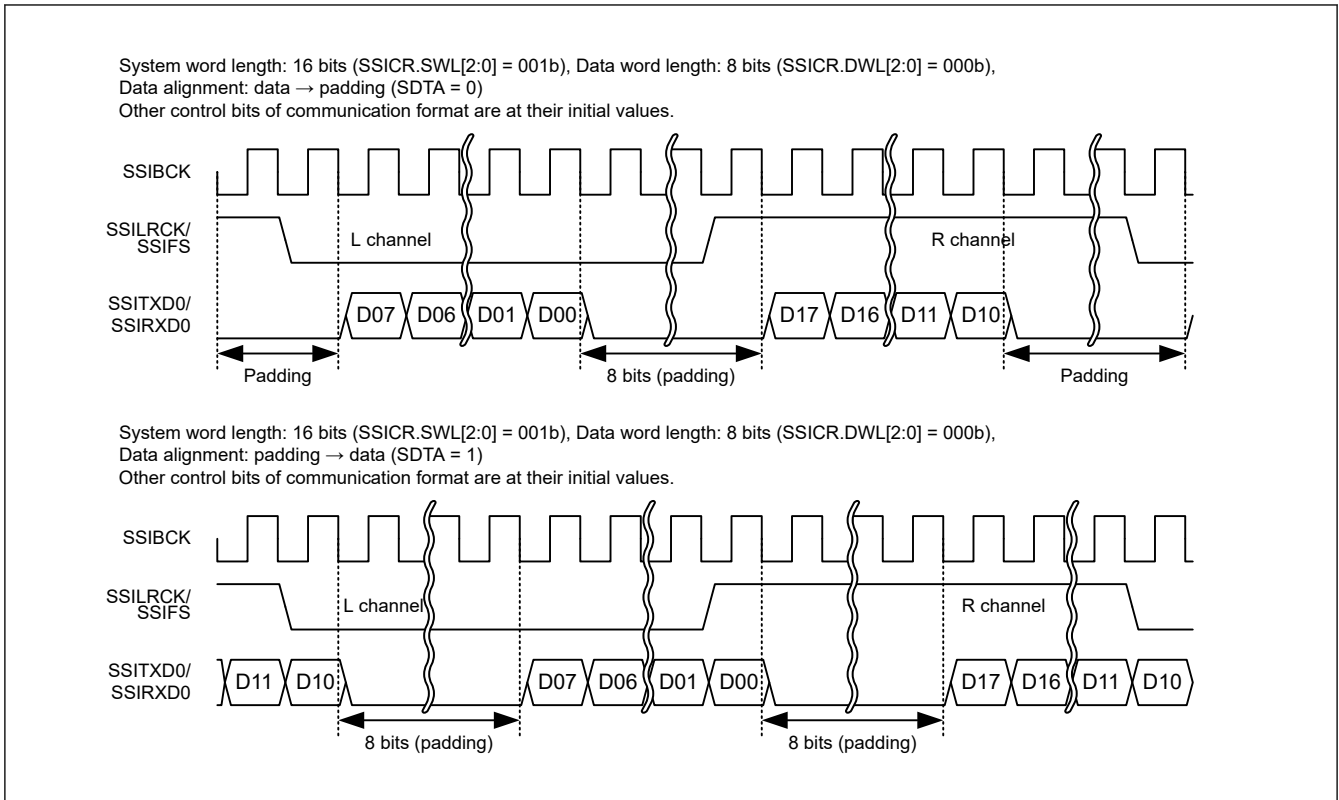 System word length: 16 bits (SSICR.SWL[2:0] = 001b), Data word length: 8 bits (SSICR.DWL[2:0] = 000b),
Data alignment: data → padding (SDTA = 0)
Other control bits of communication format are at their initial values.
SSIBCK
SSILRCK/
SSIFS
L channel
R channel
SSITXD0/
SSIRXD0
D07 D06 D01 D00 D17 D16 D11 D10
Padding
8 bits (padding)
Padding
System word length: 16 bits (SSICR.SWL[2:0] = 001b), Data word length: 8 bits (SSICR.DWL[2:0] = 000b),
Data alignment: padding → data (SDTA = 1)
Other control bits of communication format are at their initial values.
SSIBCK
SSILRCK/
SSIFS
L channel
R channel
SSITXD0/
SSIRXD0
D11 D10 D07 D06 D01 D00 D17 D16 D11 D10
8 bits (padding)
8 bits (padding)